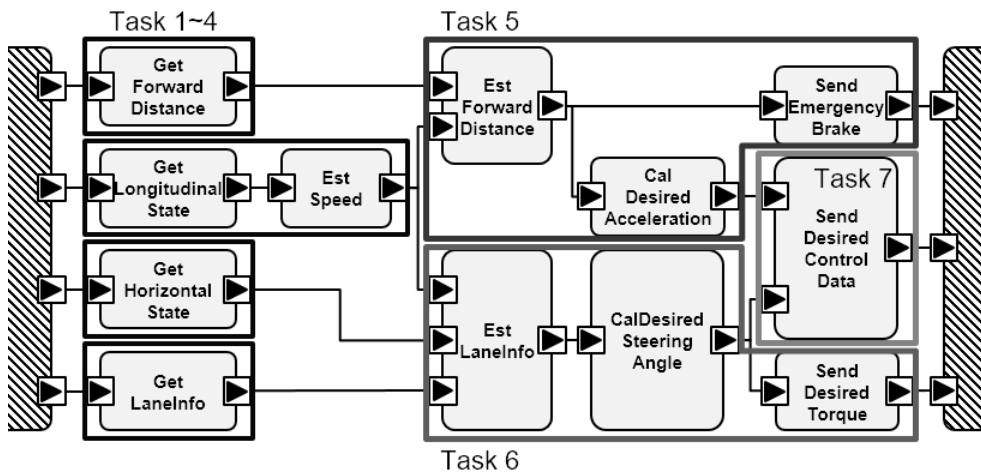 Task 1~4
Task 5
Get
Forward
Distance
Est
Forward
Distance
Send
Emergency
Brake
Get
Longitudinal
State
Est
Speed
Cal
Desired
Acceleration
Task 7
Send
Desired
Control
Data
Get
Horizontal
State
Est
LaneInfo
CalDesired
Steering
Angle
Get
LaneInfo
Send
Desired
Torque
Task 6